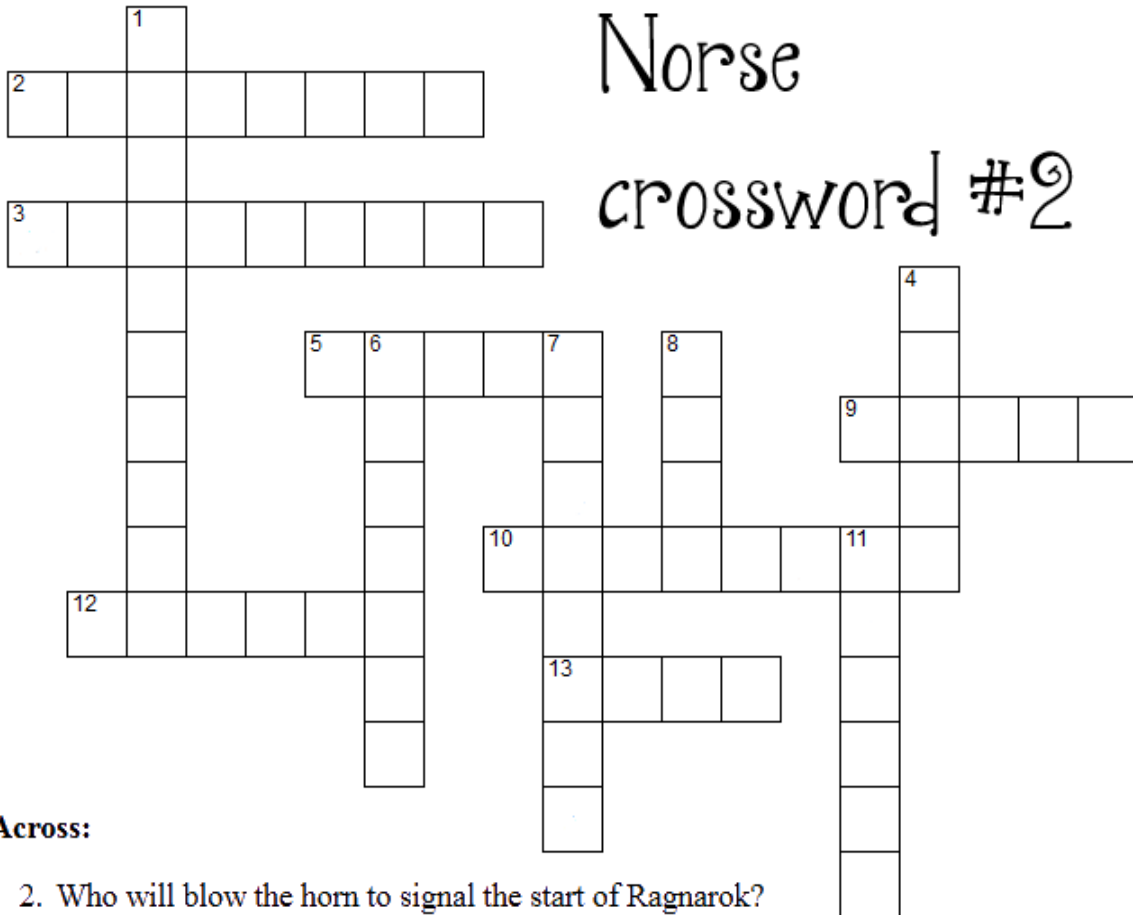 Norse
crossword #2
1
2
3
4
5 6 7 8
9
10 11
12
13
Across:
2. Who will blow the horn to signal the start of Ragnarok?